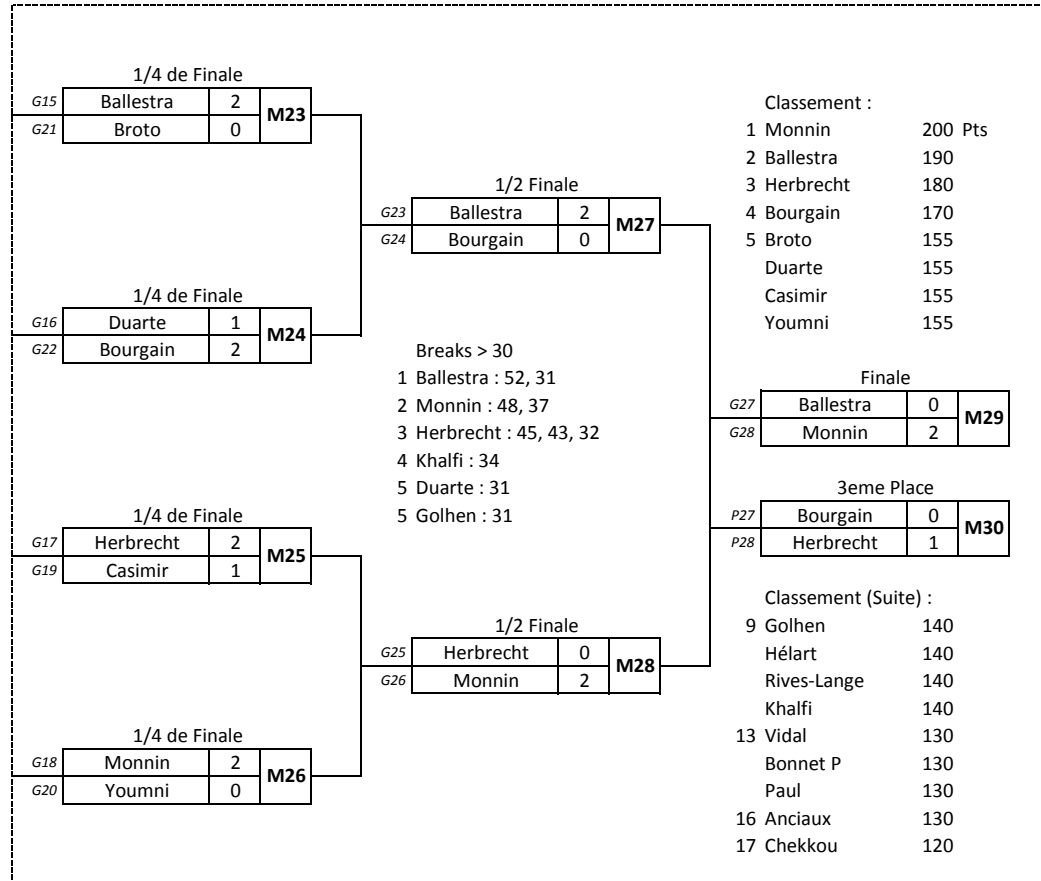 1/4 de Finale
G15 Ballestra 2 M23
G21 Broto 0
1/4 de Finale
G16 Duarte 1 M24
G22 Bourgain 2
1/4 de Finale
G17 Herbrecht 2 M25
G19 Casimir 1
1/4 de Finale
G18 Monnin 2 M26
G20 Youmni 0
1/2 Finale
G23 Ballestra 2 M27
G24 Bourgain 0
Breaks > 30
1 Ballestra : 52, 31
2 Monnin : 48, 37
3 Herbrecht : 45, 43, 32
4 Khalfi : 34
5 Duarte : 31
5 Golhen : 31
1/2 Finale
G25 Herbrecht 0 M28
G26 Monnin 2
Classement :
1 Monnin 200 Pts
2 Ballestra 190
3 Herbrecht 180
4 Bourgain 170
5 Broto 155
Duarte 155
Casimir 155
Youmni 155
Finale
G27 Ballestra 0 M29
G28 Monnin 2
3eme Place
P27 Bourgain 0 M30
P28 Herbrecht 1
Classement (Suite) :
9 Golhen 140
Hélart 140
Rives-Lange 140
Khalfi 140
13 Vidal 130
Bonnet P 130
Paul 130
16 Anciaux 130
17 Chekkou 120